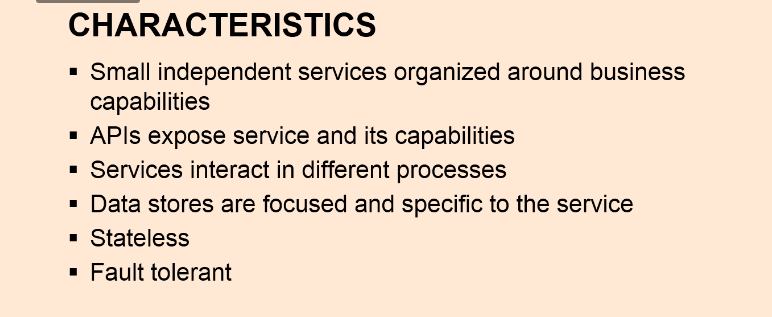 CHARACTERISTICS
▪ Small independent services organized around business
capabilities
▪ APIs expose service and its capabilities
▪ Services interact in different processes
▪ Data stores are focused and specific to the service
▪ Stateless
▪ Fault tolerant